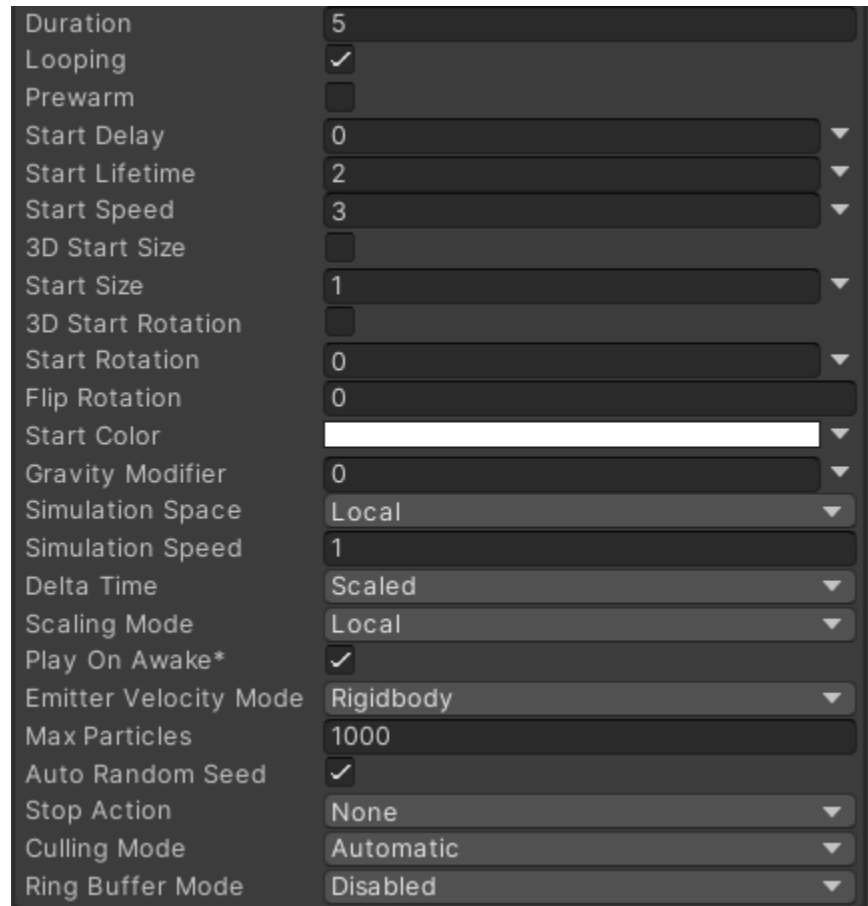 Duration 5
Looping
Prewarm
Start Delay 0
Start Lifetime 2
Start Speed 3
3D Start Size
Start Size 1
3D Start Rotation
Start Rotation 0
Flip Rotation 0
Start Color
Gravity Modifier 0
Simulation Space Local
Simulation Speed 1
Delta Time Scaled
Scaling Mode Local
Play On Awake*
Emitter Velocity Mode Rigidbody
Max Particles 1000
Auto Random Seed
Stop Action None
Culling Mode Automatic
Ring Buffer Mode Disabled